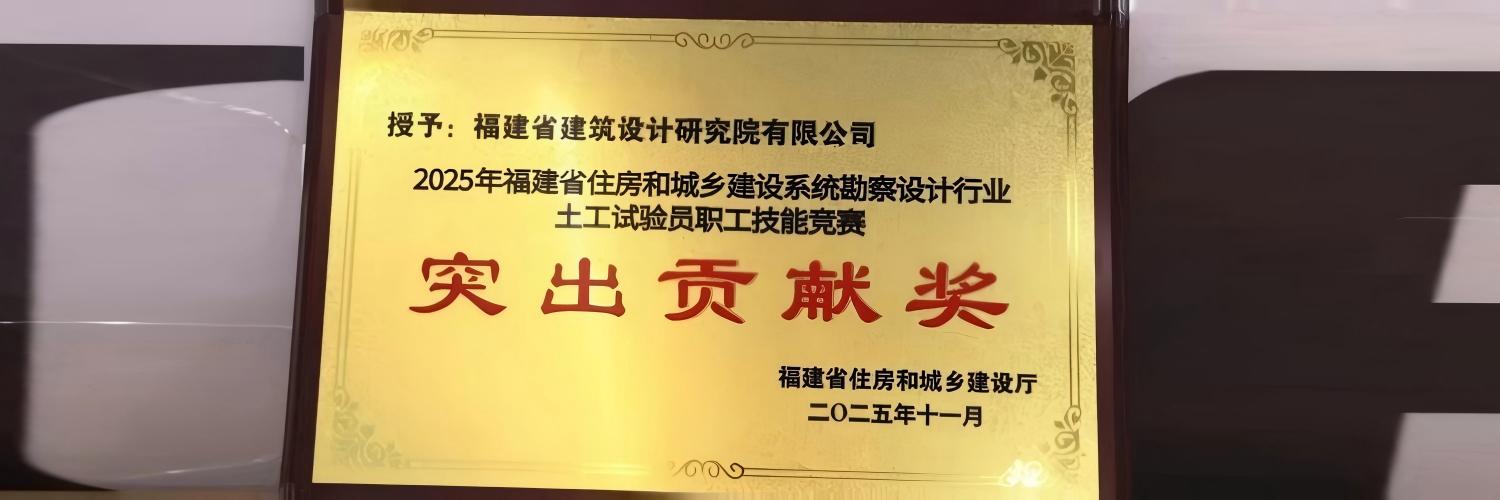 授予：福建省建筑设计研究院有限公司
2025年福建省住房和城乡建设系统勘察设计行业
土工试验员职工技能竞赛
突出贡献奖
福建省住房和城乡建设厅
二〇二五年十一月